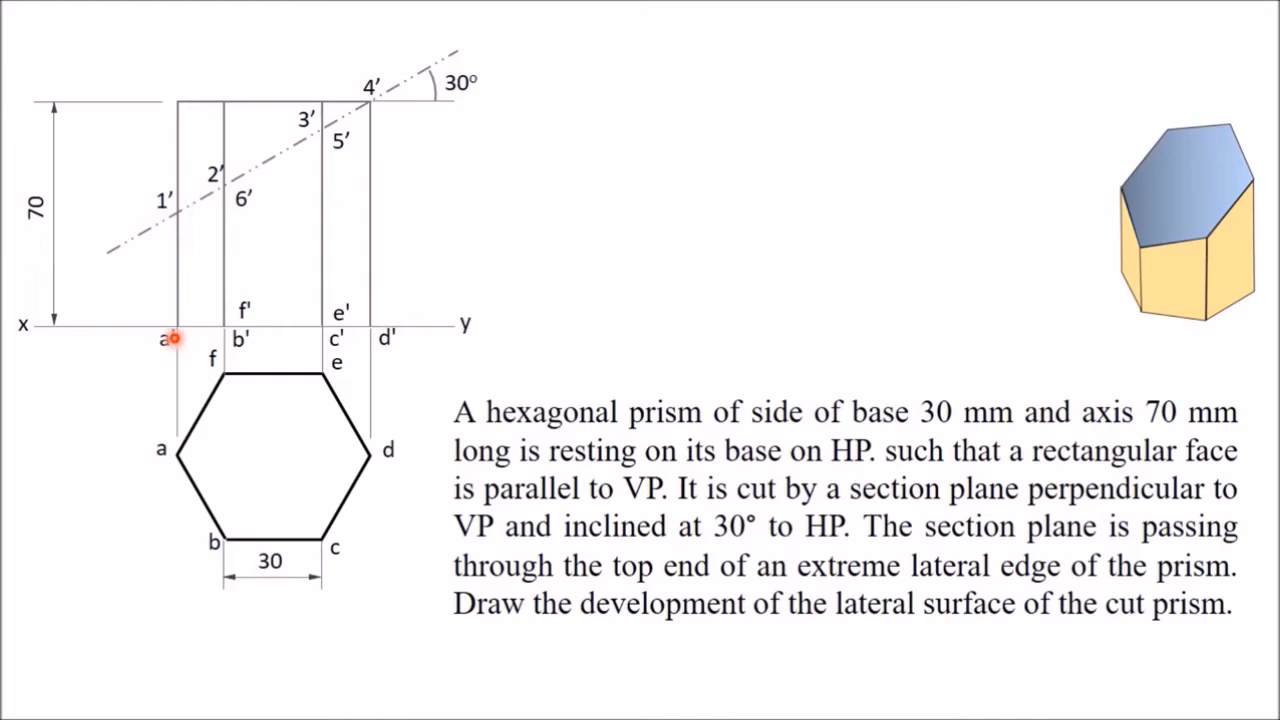 4'
30°
3'
5'
2'
1'
6'
70
f'
e'
x
y
a'
b'
c'
d'
f
e
a
d
b
c
30
A hexagonal prism of side of base 30 mm and axis 70 mm
long is resting on its base on HP. such that a rectangular face
is parallel to VP. It is cut by a section plane perpendicular to
VP and inclined at 30° to HP. The section plane is passing
through the top end of an extreme lateral edge of the prism.
Draw the development of the lateral surface of the cut prism.